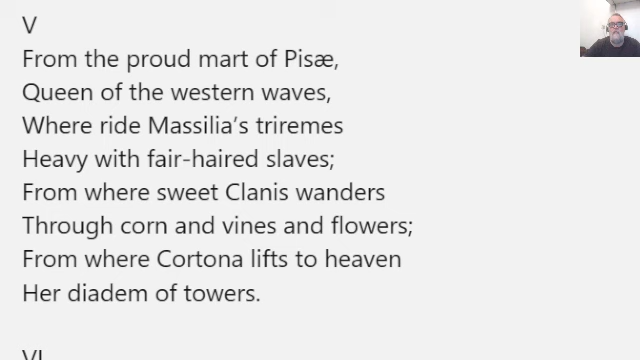 V
From the proud mart of Pisæ,
Queen of the western waves,
Where ride Massilia’s triremes
Heavy with fair-haired slaves;
From where sweet Clanis wanders
Through corn and vines and flowers;
From where Cortona lifts to heaven
Her diadem of towers.
VI